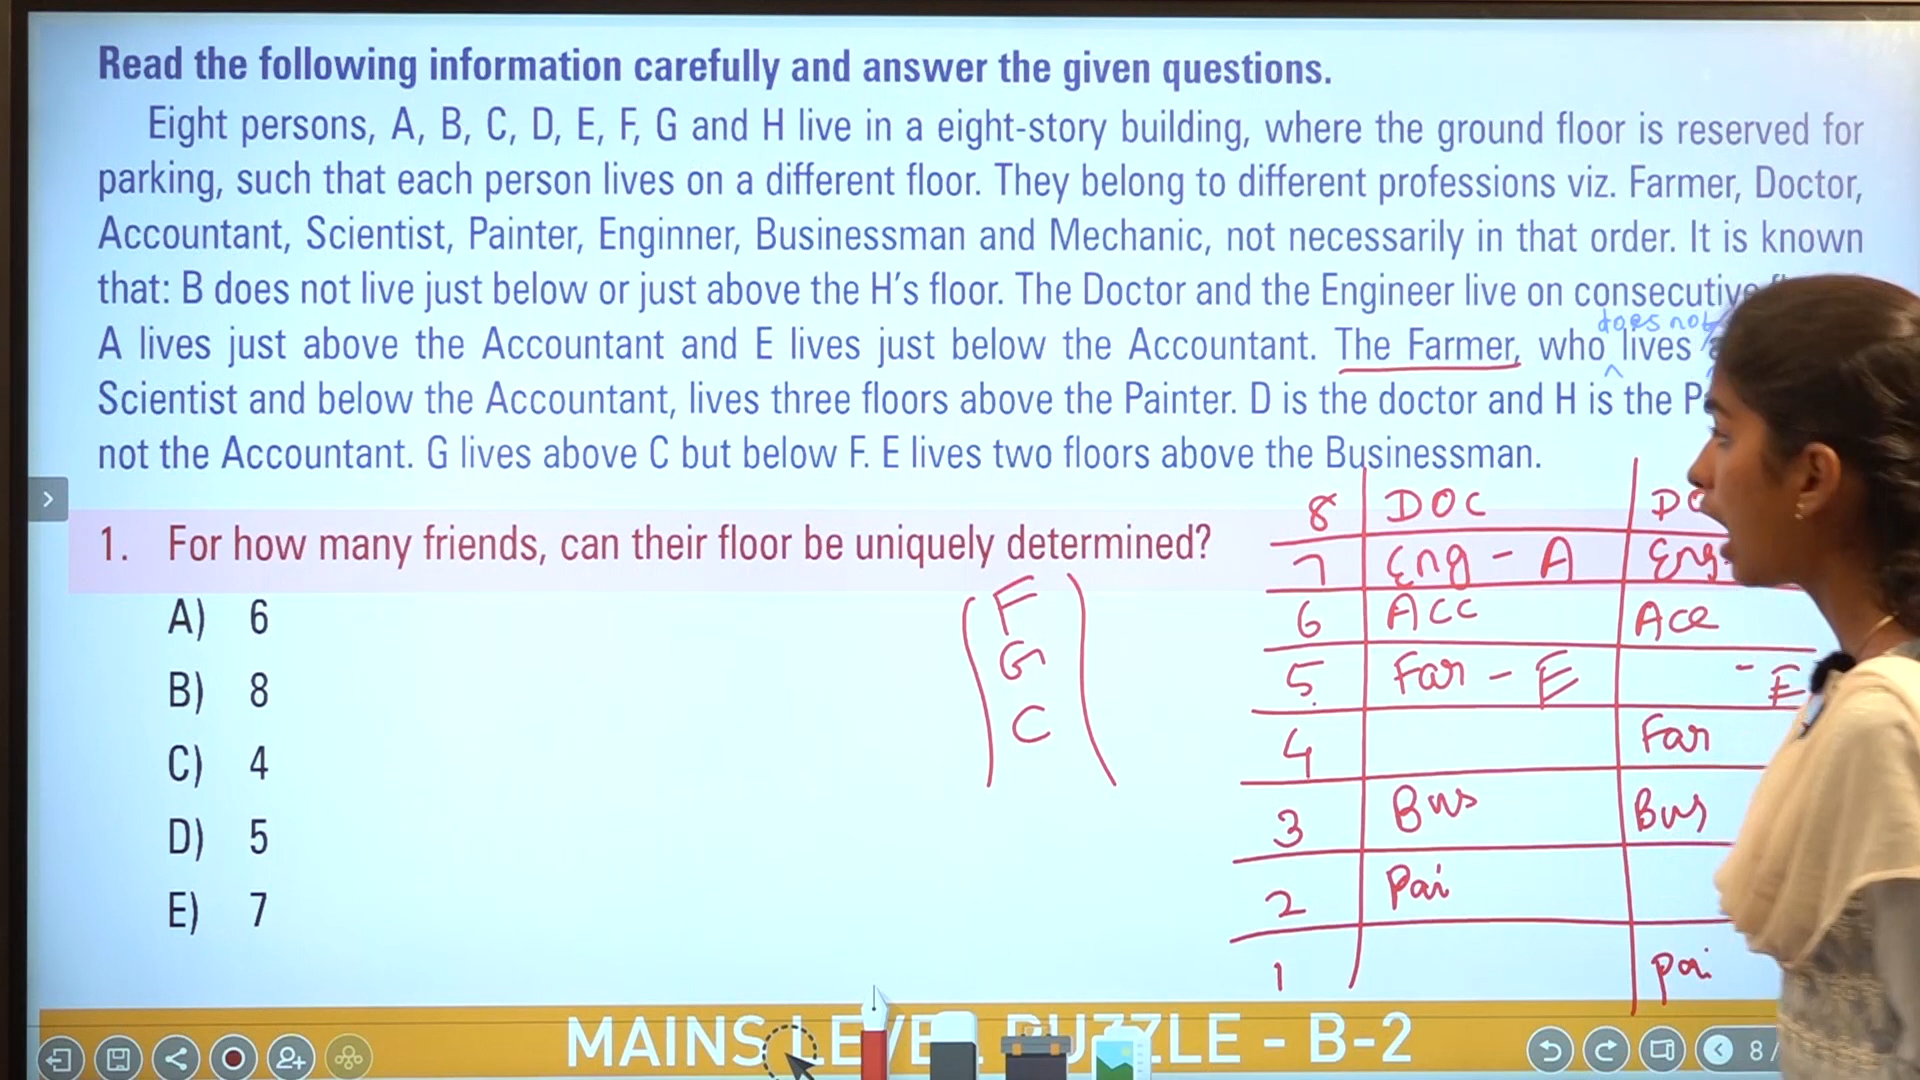 Read the following information carefully and answer the given questions.
Eight persons, A, B, C, D, E, F, G and H live in a eight-story building, where the ground floor is reserved for
parking, such that each person lives on a different floor. They belong to different professions viz. Farmer, Doctor,
Accountant, Scientist, Painter, Enginner, Businessman and Mechanic, not necessarily in that order. It is known
that: B does not live just below or just above the H's floor. The Doctor and the Engineer live on consecutive
does not
A lives just above the Accountant and E lives just below the Accountant. The Farmer, who lives
Scientist and below the Accountant, lives three floors above the Painter. D is the doctor and H is the
not the Accountant. G lives above C but below F. E lives two floors above the Businessman.
1. For how many friends, can their floor be uniquely determined?
A) 6
B) 8
C) 4
D) 5
E) 7
F
G
C
8 DOC
7 Eng - A Eng
6 Acc Acc
5 Far - E - E
4 Far
3 Bus Bus
2 Pai
1 Pai
MAINS LEVEL PUZZLE - B-2
8 /